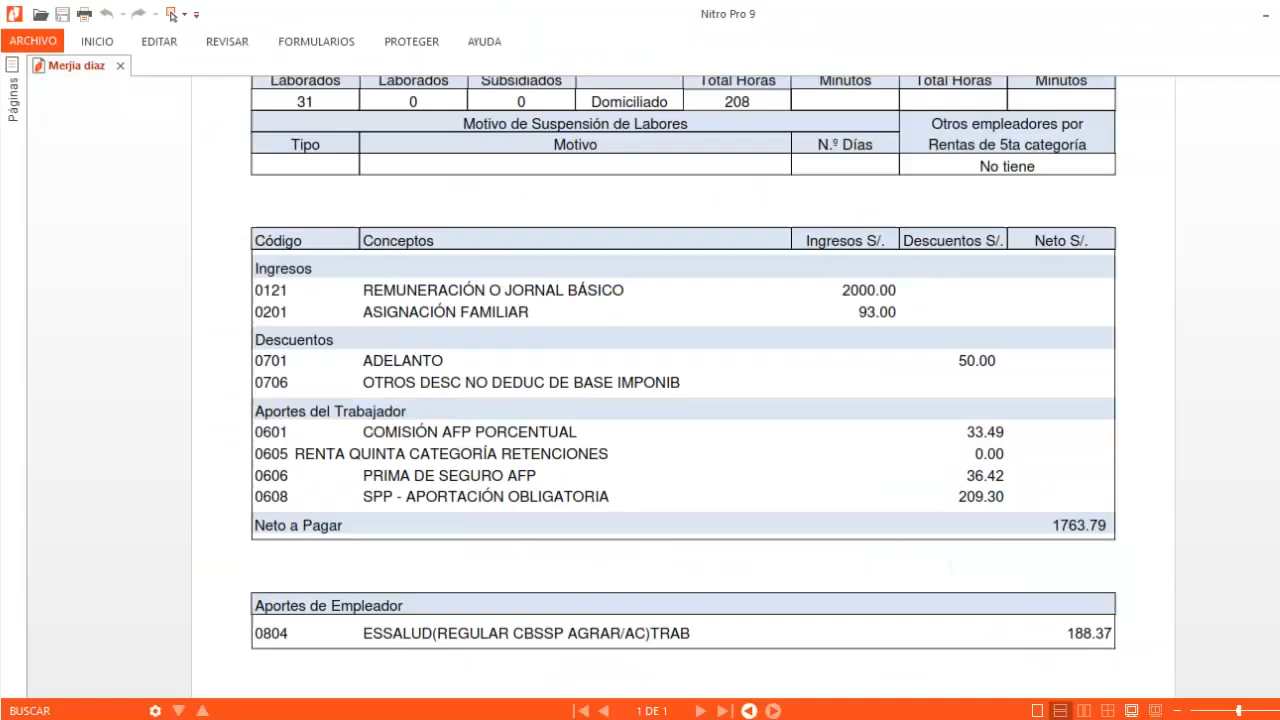 Nitro Pro 9
ARCHIVO INICIO EDITAR REVISAR FORMULARIOS PROTEGER AYUDA
Merjia diaz
Páginas
Laborados Laborados Subsidiados Total Horas Minutos Total Horas Minutos
31 0 0 Domiciliado 208
Motivo de Suspensión de Labores Otros empleadores por
Tipo Motivo N.º Días Rentas de 5ta categoría
No tiene
Código Conceptos Ingresos S/. Descuentos S/. Neto S/.
Ingresos
0121 REMUNERACIÓN O JORNAL BÁSICO 2000.00
0201 ASIGNACIÓN FAMILIAR 93.00
Descuentos
0701 ADELANTO 50.00
0706 OTROS DESC NO DEDUC DE BASE IMPONIB
Aportes del Trabajador
0601 COMISIÓN AFP PORCENTUAL 33.49
0605 RENTA QUINTA CATEGORÍA RETENCIONES 0.00
0606 PRIMA DE SEGURO AFP 36.42
0608 SPP - APORTACIÓN OBLIGATORIA 209.30
Neto a Pagar 1763.79
Aportes de Empleador
0804 ESSALUD(REGULAR CBSSP AGRAR/AC)TRAB 188.37
BUSCAR 1 DE 1